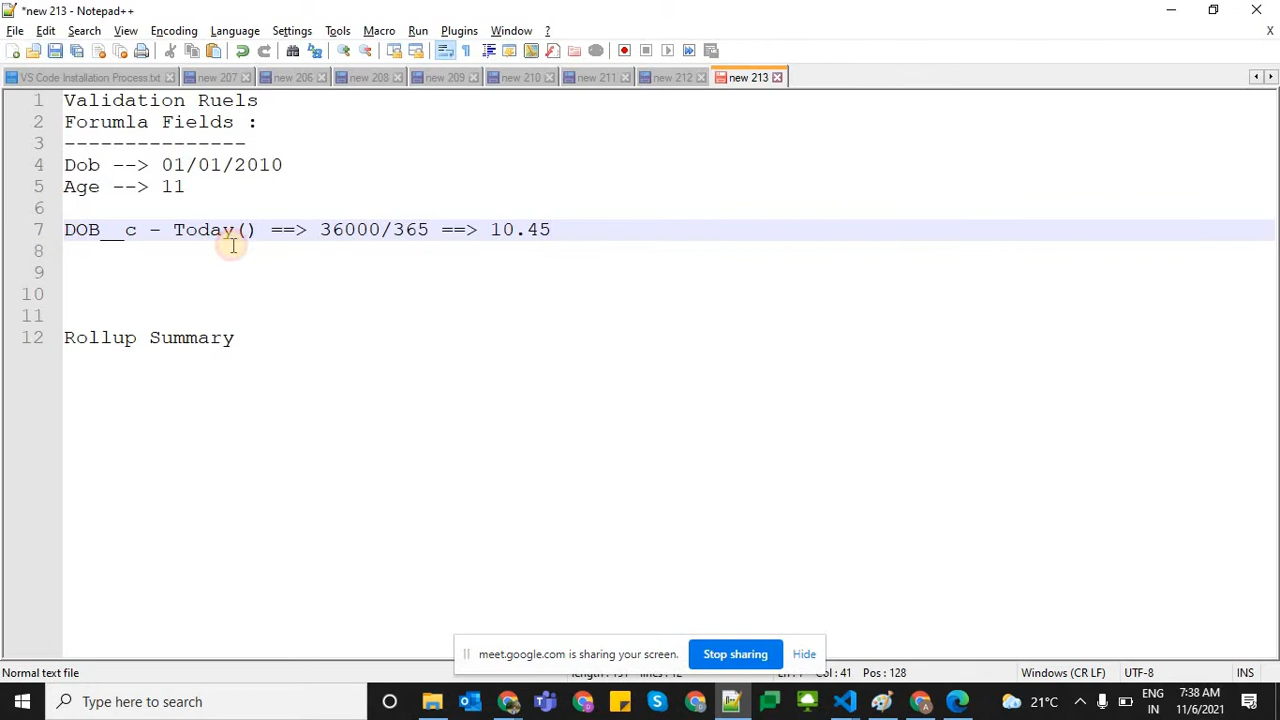 *new 213 - Notepad++
File Edit Search View Encoding Language Settings Tools Macro Run Plugins Window ? X
VS Code Installation Process.txt new 207 new 206 new 208 new 209 new 210 new 211 new 212 new 213
1 Validation Ruels
2 Forumla Fields :
3 ---------------
4 Dob --> 01/01/2010
5 Age --> 11
6
7 DOB__c - Today() ==> 36000/365 ==> 10.45
8
9
10
11
12 Rollup Summary
meet.google.com is sharing your screen. Stop sharing Hide
Normal text file Col : 41 Pos : 128 Windows (CR LF) UTF-8 INS
Type here to search 21°C ENG IN 7:38 AM 11/6/2021